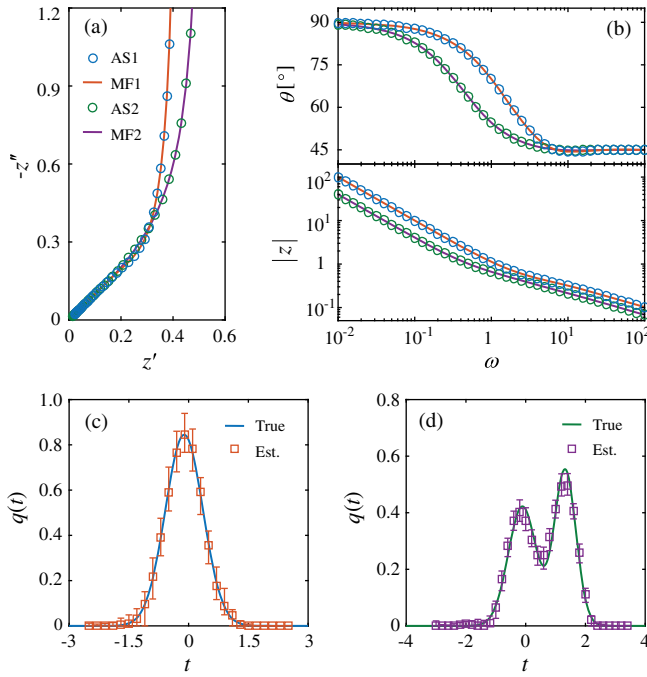 (a)
AS1
MF1
AS2
MF2
-z″
1.2
0.9
0.6
0.3
0
0 0.2 0.4 0.6
z′
(b)
θ [°]
90
75
60
45
|z|
10²
10¹
1
10⁻¹
10⁻² 10⁻¹ 1 10¹ 10²
ω
(c)
True
Est.
q(t)
1.0
0.8
0.6
0.4
0.2
0.0
-3 -1.5 0 1.5 3
t
(d)
True
Est.
q(t)
0.8
0.6
0.4
0.2
0
-4 -2 0 2 4
t